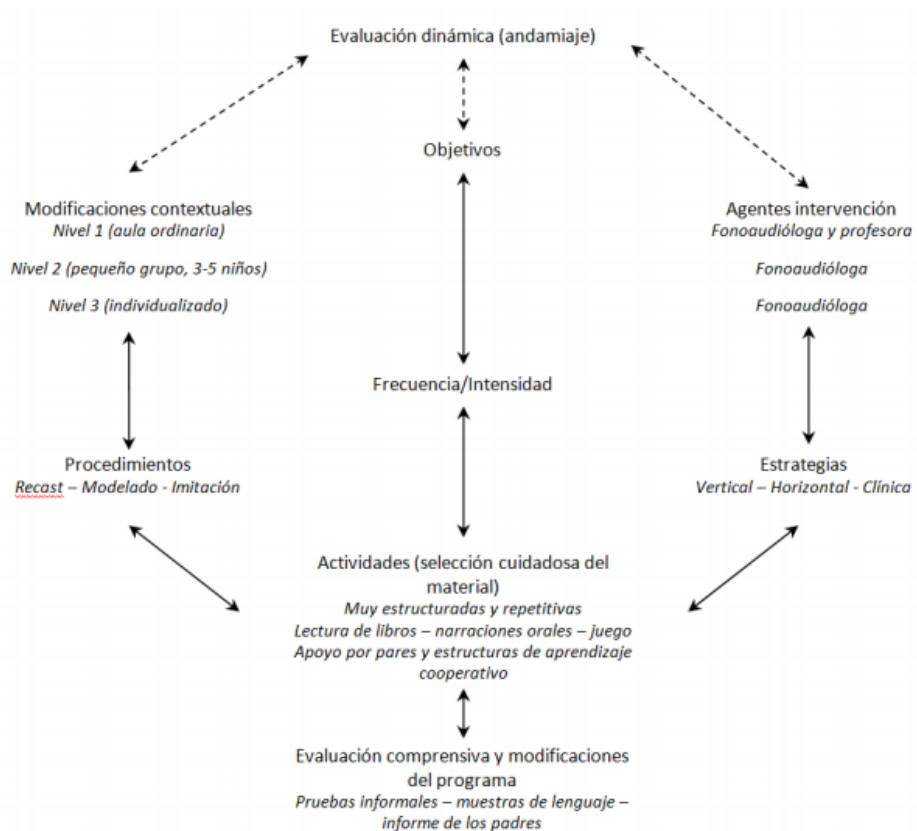 Evaluación dinámica (andamiaje)
Objetivos
Modificaciones contextuales
Nivel 1 (aula ordinaria)
Nivel 2 (pequeño grupo, 3-5 niños)
Nivel 3 (individualizado)
Agentes intervención
Fonoaudióloga y profesora
Fonoaudióloga
Fonoaudióloga
Frecuencia/Intensidad
Procedimientos
Recast – Modelado - Imitación
Estrategias
Vertical – Horizontal - Clínica
Actividades (selección cuidadosa del
material)
Muy estructuradas y repetitivas
Lectura de libros – narraciones orales – juego
Apoyo por pares y estructuras de aprendizaje
cooperativo
Evaluación comprensiva y modificaciones
del programa
Pruebas informales – muestras de lenguaje –
informe de los padres